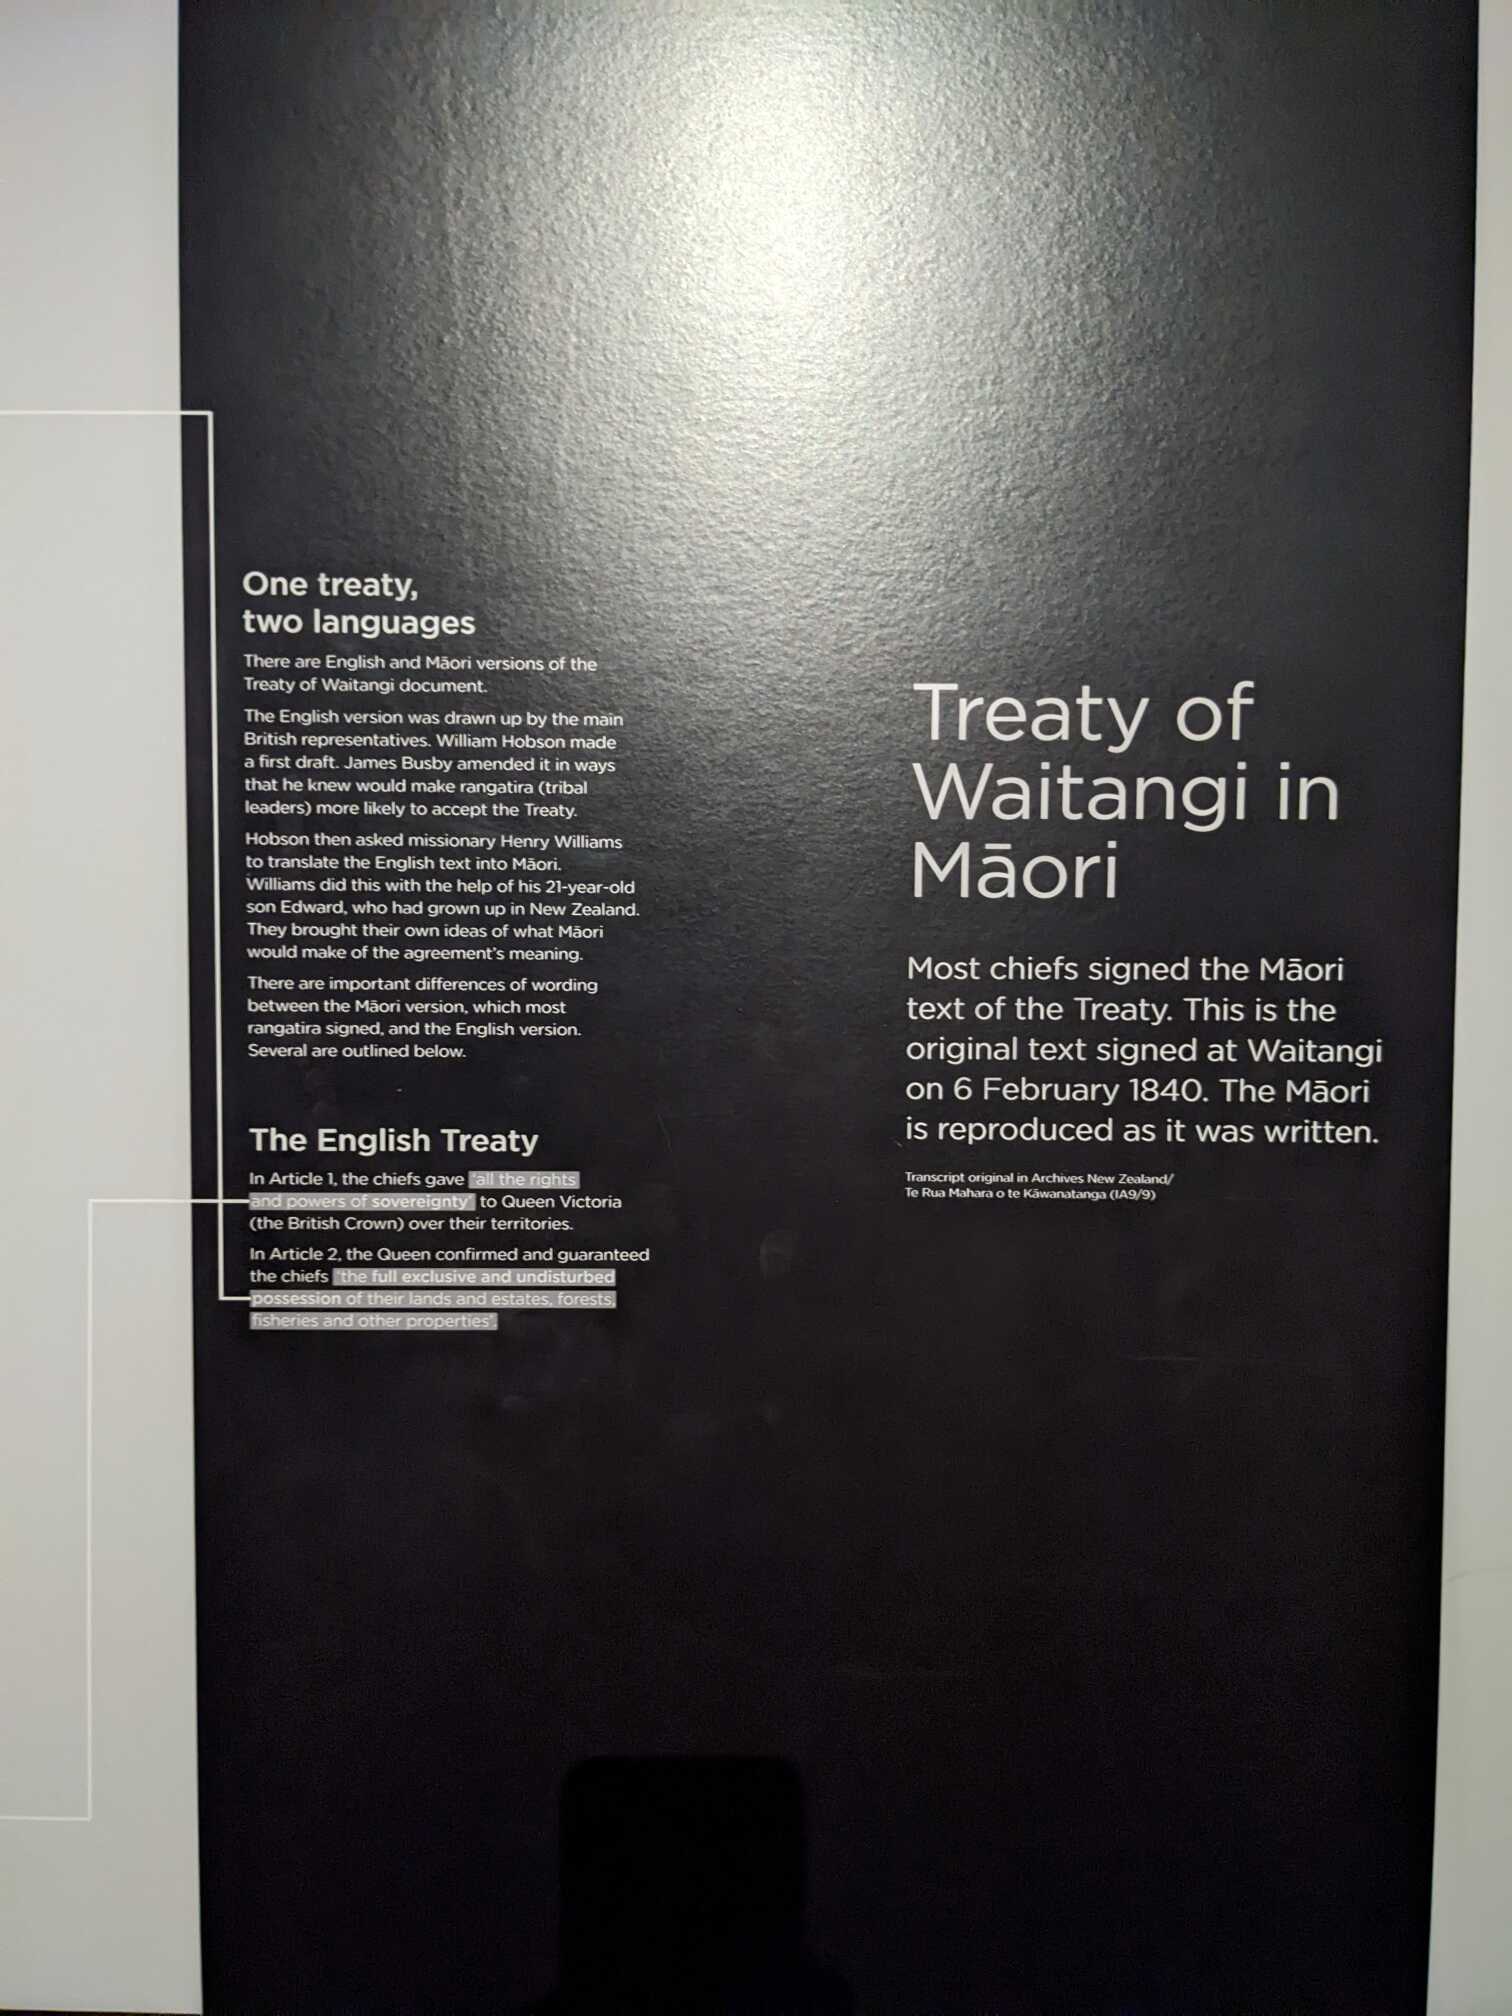 One treaty,
two languages
There are English and Māori versions of the
Treaty of Waitangi document.
The English version was drawn up by the main
British representatives. William Hobson made
a first draft. James Busby amended it in ways
that he knew would make rangatira (tribal
leaders) more likely to accept the Treaty.
Hobson then asked missionary Henry Williams
to translate the English text into Māori.
Williams did this with the help of his 21-year-old
son Edward, who had grown up in New Zealand.
They brought their own ideas of what Māori
would make of the agreement's meaning.
There are important differences of wording
between the Māori version, which most
rangatira signed, and the English version.
Several are outlined below.
The English Treaty
In Article 1, the chiefs gave 'all the rights
and powers of sovereignty' to Queen Victoria
(the British Crown) over their territories.
In Article 2, the Queen confirmed and guaranteed
the chiefs 'the full exclusive and undisturbed
possession of their lands and estates, forests,
fisheries and other properties'.
Treaty of
Waitangi in
Māori
Most chiefs signed the Māori
text of the Treaty. This is the
original text signed at Waitangi
on 6 February 1840. The Māori
is reproduced as it was written.
Transcript original in Archives New Zealand/
Te Rua Mahara o te Kāwanatanga (IA9/9)